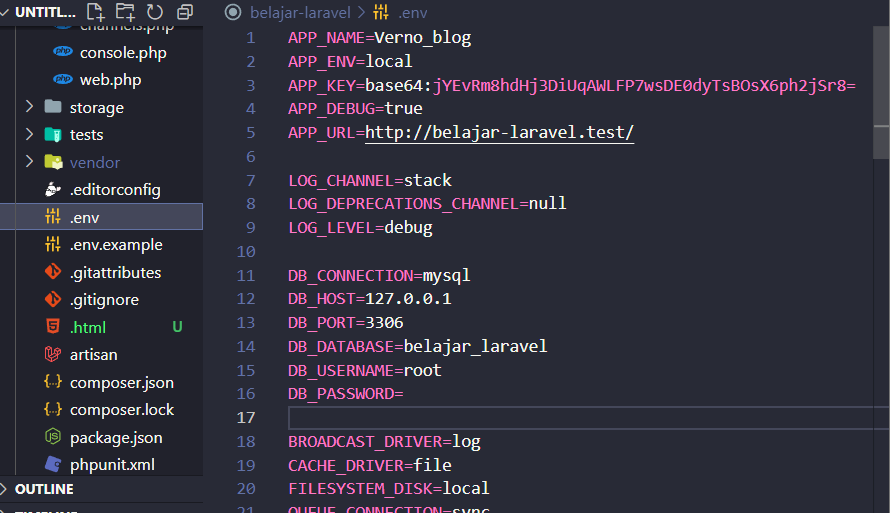 UNTITL...
channels.php
console.php
web.php
storage
tests
vendor
.editorconfig
.env
.env.example
.gitattributes
.gitignore
.html U
artisan
composer.json
composer.lock
package.json
phpunit.xml
OUTLINE
TIMELINE
belajar-laravel > .env
1 APP_NAME=Verno_blog
2 APP_ENV=local
3 APP_KEY=base64:jYEvRm8hdHj3DiUqAWLFP7wsDE0dyTsBOsX6ph2jSr8=
4 APP_DEBUG=true
5 APP_URL=http://belajar-laravel.test/
6
7 LOG_CHANNEL=stack
8 LOG_DEPRECATIONS_CHANNEL=null
9 LOG_LEVEL=debug
10
11 DB_CONNECTION=mysql
12 DB_HOST=127.0.0.1
13 DB_PORT=3306
14 DB_DATABASE=belajar_laravel
15 DB_USERNAME=root
16 DB_PASSWORD=
17
18 BROADCAST_DRIVER=log
19 CACHE_DRIVER=file
20 FILESYSTEM_DISK=local
21 QUEUE_CONNECTION=sync